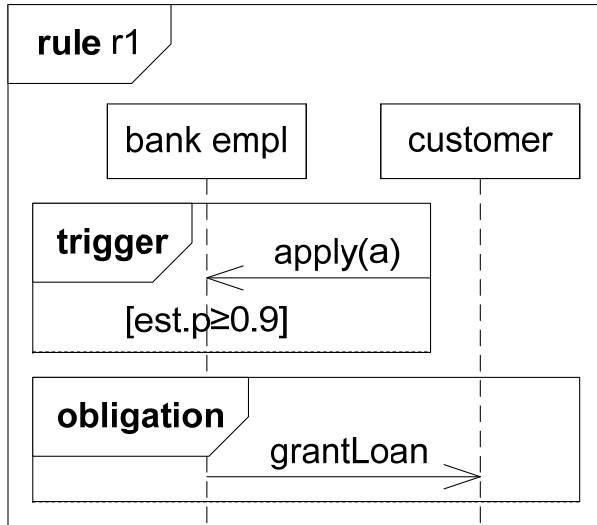 rule r1
bank empl
customer
trigger
apply(a)
[est.p≥0.9]
obligation
grantLoan